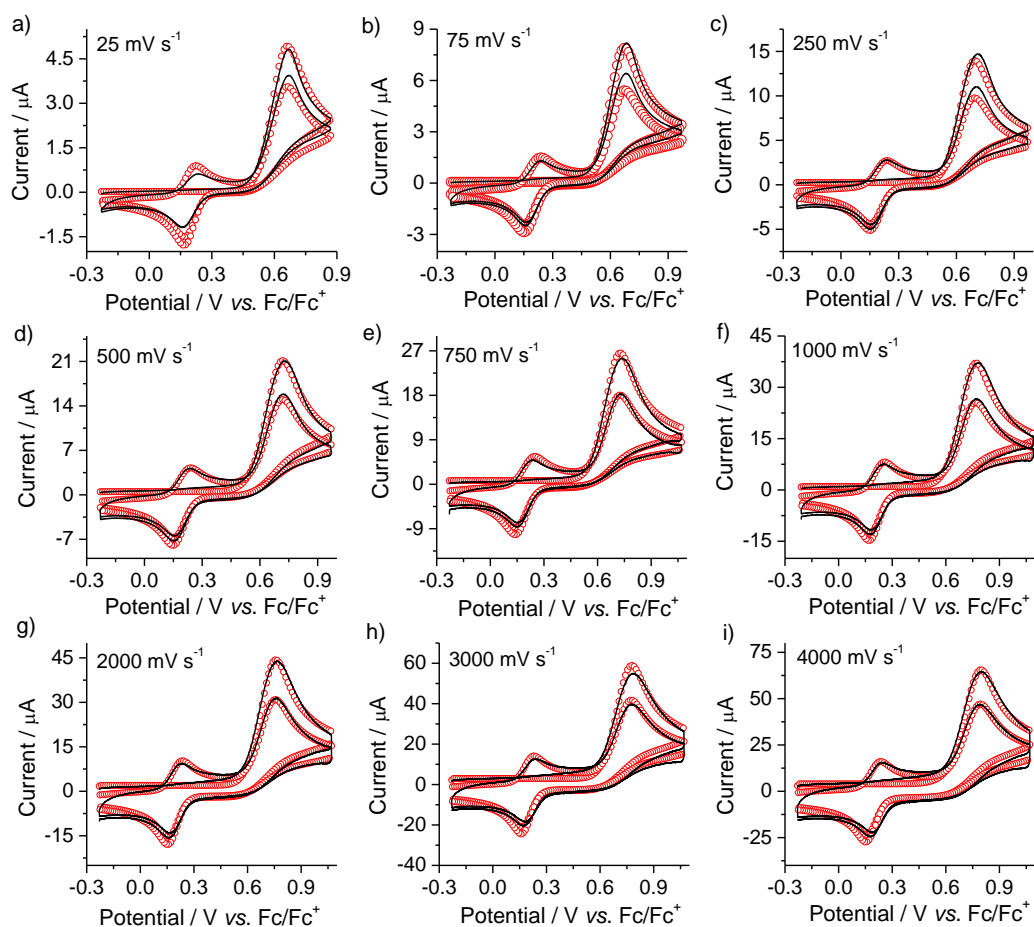 a)
25 mV s⁻¹
Current / μA
4.5
3.0
1.5
0.0
-1.5
-0.3 0.0 0.3 0.6 0.9
Potential / V vs. Fc/Fc⁺
b)
75 mV s⁻¹
Current / μA
9
6
3
0
-3
-0.3 0.0 0.3 0.6 0.9
Potential / V vs. Fc/Fc⁺
c)
250 mV s⁻¹
Current / μA
15
10
5
0
-5
-0.3 0.0 0.3 0.6 0.9
Potential / V vs. Fc/Fc⁺
d)
500 mV s⁻¹
Current / μA
21
14
7
0
-7
-0.3 0.0 0.3 0.6 0.9
Potential / V vs. Fc/Fc⁺
e)
750 mV s⁻¹
Current / μA
27
18
9
0
-9
-0.3 0.0 0.3 0.6 0.9
Potential / V vs. Fc/Fc⁺
f)
1000 mV s⁻¹
Current / μA
45
30
15
0
-15
-0.3 0.0 0.3 0.6 0.9
Potential / V vs. Fc/Fc⁺
g)
2000 mV s⁻¹
Current / μA
45
30
15
0
-15
-0.3 0.0 0.3 0.6 0.9
Potential / V vs. Fc/Fc⁺
h)
3000 mV s⁻¹
Current / μA
60
40
20
0
-20
-40
-0.3 0.0 0.3 0.6 0.9
Potential / V vs. Fc/Fc⁺
i)
4000 mV s⁻¹
Current / μA
75
50
25
0
-25
-0.3 0.0 0.3 0.6 0.9
Potential / V vs. Fc/Fc⁺